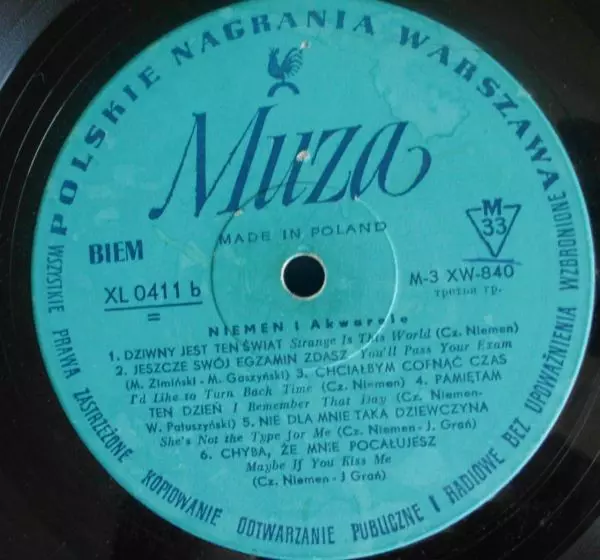 POLSKIE NAGRANIA WARSZAWA
Muza
MADE IN POLAND
BIEM
XL 0411 b
=
M
33
M-3 XW-840
третья гр.
NIEMEN i Akwarele
1. DZIWNY JEST TEN ŚWIAT Strange Is This World (Cz. Niemen)
2. JESZCZE SWÓJ EGZAMIN ZDASZ You'll Pass Your Exam
(M. Zimiński - M. Gaszyński) 3. CHCIAŁBYM COFNĄĆ CZAS
I'd Like to Turn Back Time (Cz. Niemen) 4. PAMIĘTAM
TEN DZIEŃ I Remember That Day (Cz. Niemen-
W. Patuszyński) 5. NIE DLA MNIE TAKA DZIEWCZYNA
She's Not the Type for Me (Cz. Niemen - J. Grań)
6. CHYBA, ŻE MNIE POCAŁUJESZ
Maybe If You Kiss Me
(Cz. Niemen - J Grań)
WSZYSTKIE PRAWA ZASTRZEŻONE KOPIOWANIE ODTWARZANIE PUBLICZNE I RADIOWE BEZ UPOWAŻNIENIA WZBRONIONE